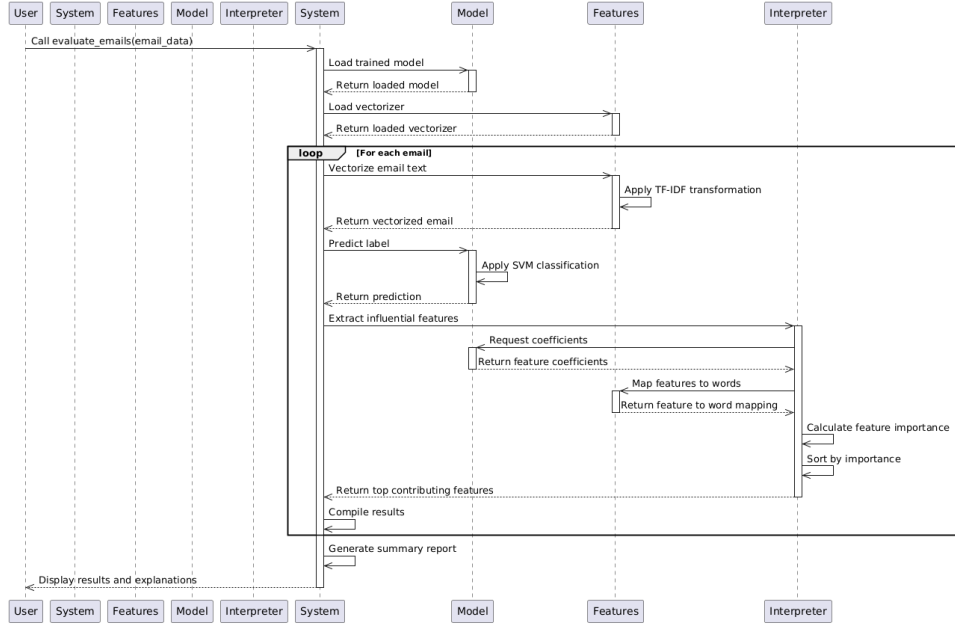 User System Features Model Interpreter System Model Features Interpreter
Call evaluate_emails(email_data)
Load trained model
Return loaded model
Load vectorizer
Return loaded vectorizer
loop [For each email]
Vectorize email text
Apply TF-IDF transformation
Return vectorized email
Predict label
Apply SVM classification
Return prediction
Extract influential features
Request coefficients
Return feature coefficients
Map features to words
Return feature to word mapping
Calculate feature importance
Sort by importance
Return top contributing features
Compile results
Generate summary report
Display results and explanations
User System Features Model Interpreter System Model Features Interpreter